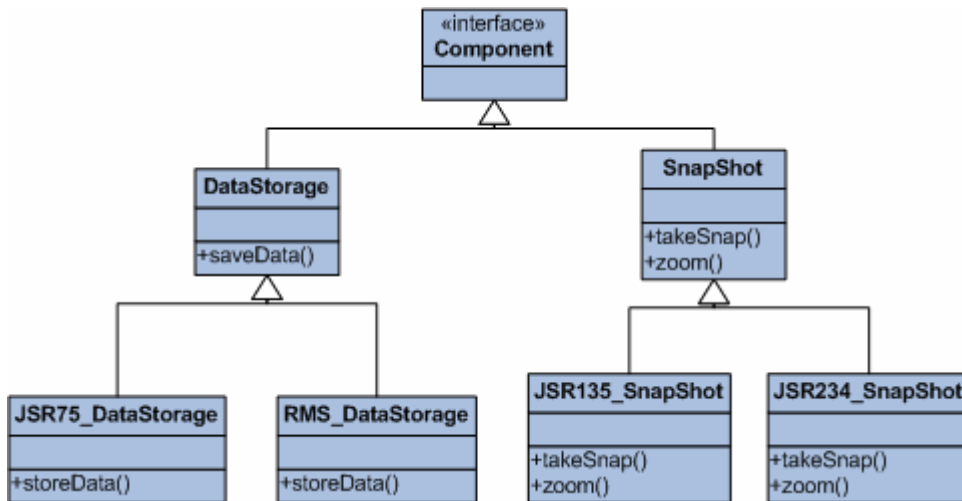 «interface»
Component
DataStorage
+saveData()
SnapShot
+takeSnap()
+zoom()
JSR75_DataStorage
+storeData()
RMS_DataStorage
+storeData()
JSR135_SnapShot
+takeSnap()
+zoom()
JSR234_SnapShot
+takeSnap()
+zoom()